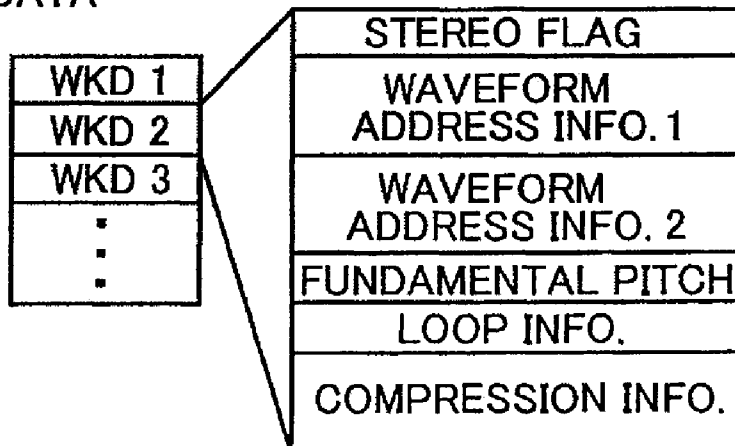 WKD 1
WKD 2
WKD 3
STEREO FLAG
WAVEFORM
ADDRESS INFO. 1
WAVEFORM
ADDRESS INFO. 2
FUNDAMENTAL PITCH
LOOP INFO.
COMPRESSION INFO.